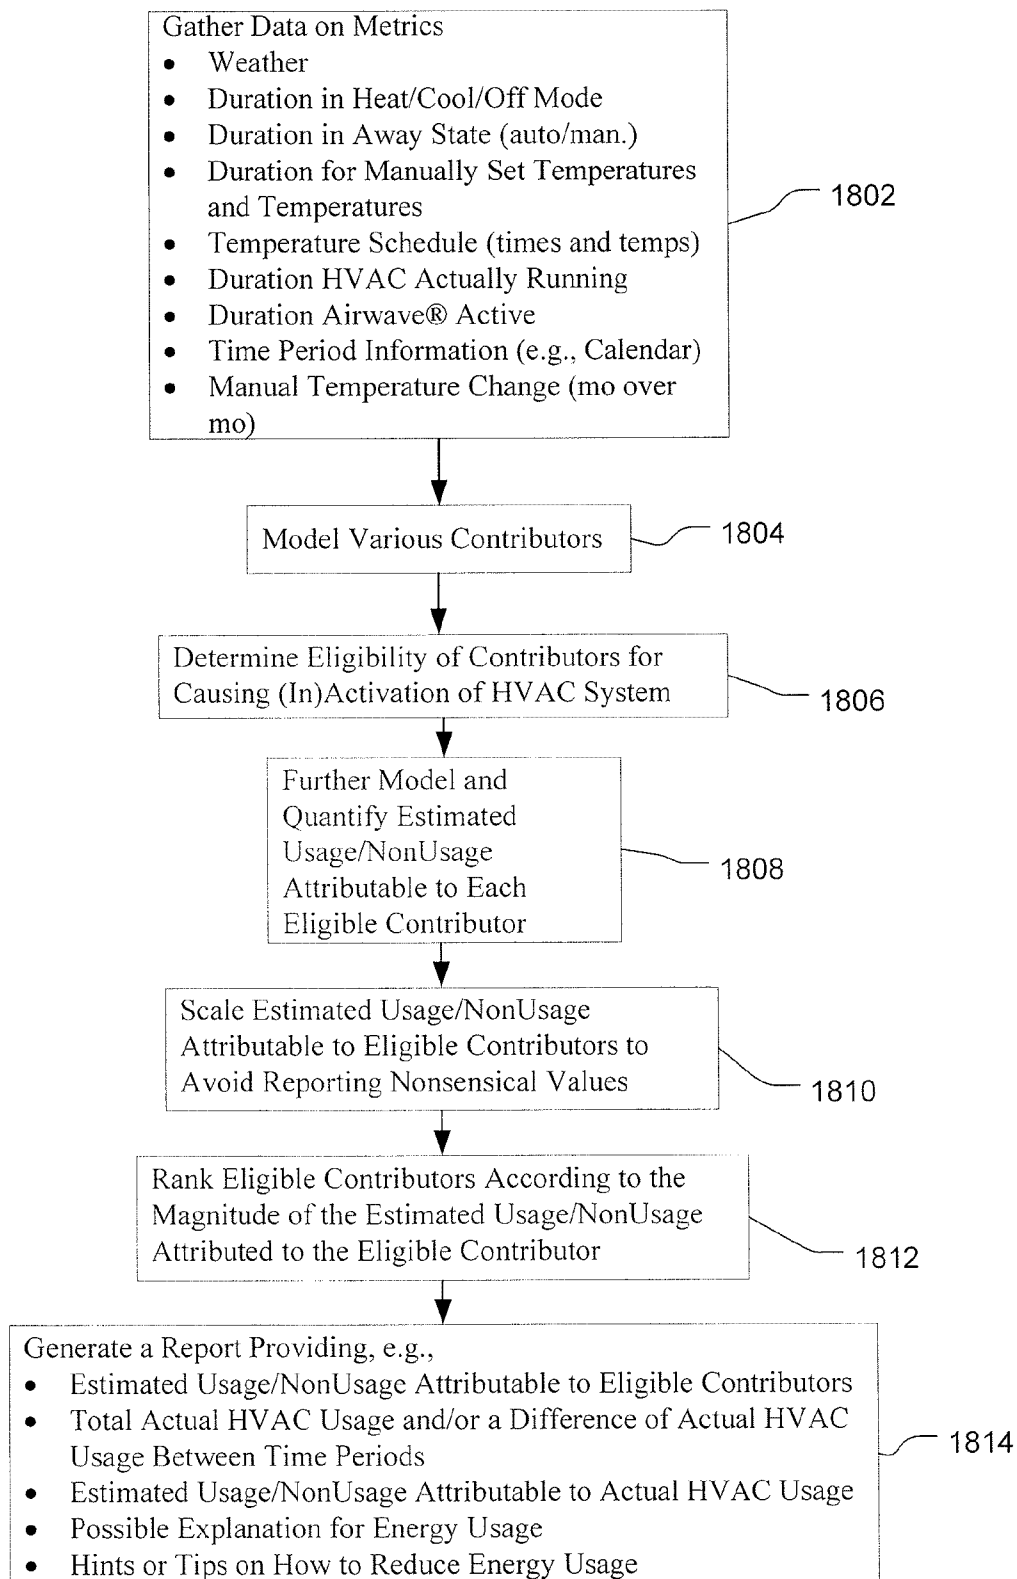 Gather Data on Metrics
• Weather
• Duration in Heat/Cool/Off Mode
• Duration in Away State (auto/man.)
• Duration for Manually Set Temperatures
and Temperatures
• Temperature Schedule (times and temps)
• Duration HVAC Actually Running
• Duration Airwave® Active
• Time Period Information (e.g., Calendar)
• Manual Temperature Change (mo over
mo)
1802
Model Various Contributors
1804
Determine Eligibility of Contributors for
Causing (In)Activation of HVAC System
1806
Further Model and
Quantify Estimated
Usage/NonUsage
Attributable to Each
Eligible Contributor
1808
Scale Estimated Usage/NonUsage
Attributable to Eligible Contributors to
Avoid Reporting Nonsensical Values
1810
Rank Eligible Contributors According to the
Magnitude of the Estimated Usage/NonUsage
Attributed to the Eligible Contributor
1812
Generate a Report Providing, e.g.,
• Estimated Usage/NonUsage Attributable to Eligible Contributors
• Total Actual HVAC Usage and/or a Difference of Actual HVAC
Usage Between Time Periods
• Estimated Usage/NonUsage Attributable to Actual HVAC Usage
• Possible Explanation for Energy Usage
• Hints or Tips on How to Reduce Energy Usage
1814